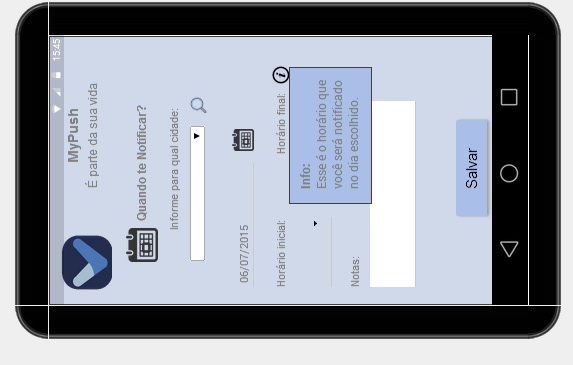 15:45
MyPush
É parte da sua vida
Quando te Notificar?
Informe para qual cidade:
06/07/2015
Horário inicial:
Horário final:
Info:
Esse é o horário que
você será notificado
no dia escolhido.
Notas:
Salvar